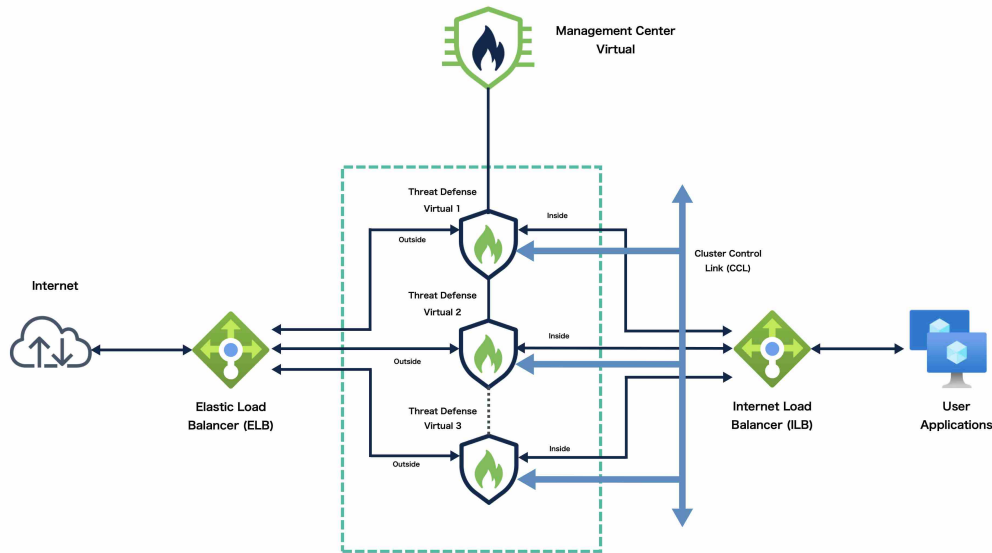 Management Center
Virtual
Threat Defense
Virtual 1
Inside
Outside
Cluster Control
Link (CCL)
Internet
Threat Defense
Virtual 2
Inside
Outside
Elastic Load
Balancer (ELB)
Internet Load
Balancer (ILB)
User
Applications
Threat Defense
Virtual 3
Inside
Outside